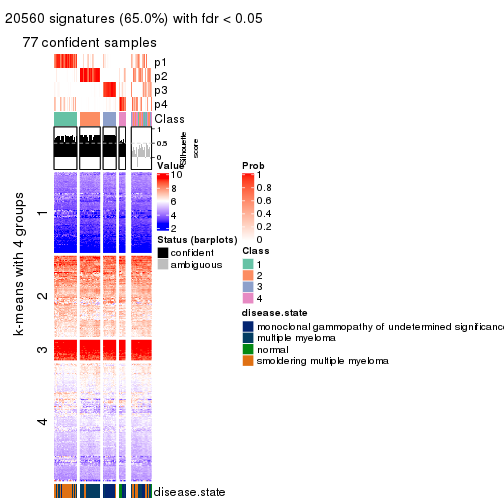 20560 signatures (65.0%) with fdr < 0.05
77 confident samples
p1
p2
p3
p4
Class
1
0.5
0
Silhouette
score
k-means with 4 groups
1
2
3
4
Value
10
8
6
4
2
Status (barplots)
confident
ambiguous
Prob
1
0.8
0.6
0.4
0.2
0
Class
1
2
3
4
disease.state
monoclonal gammopathy of undetermined significance
multiple myeloma
normal
smoldering multiple myeloma
disease.state